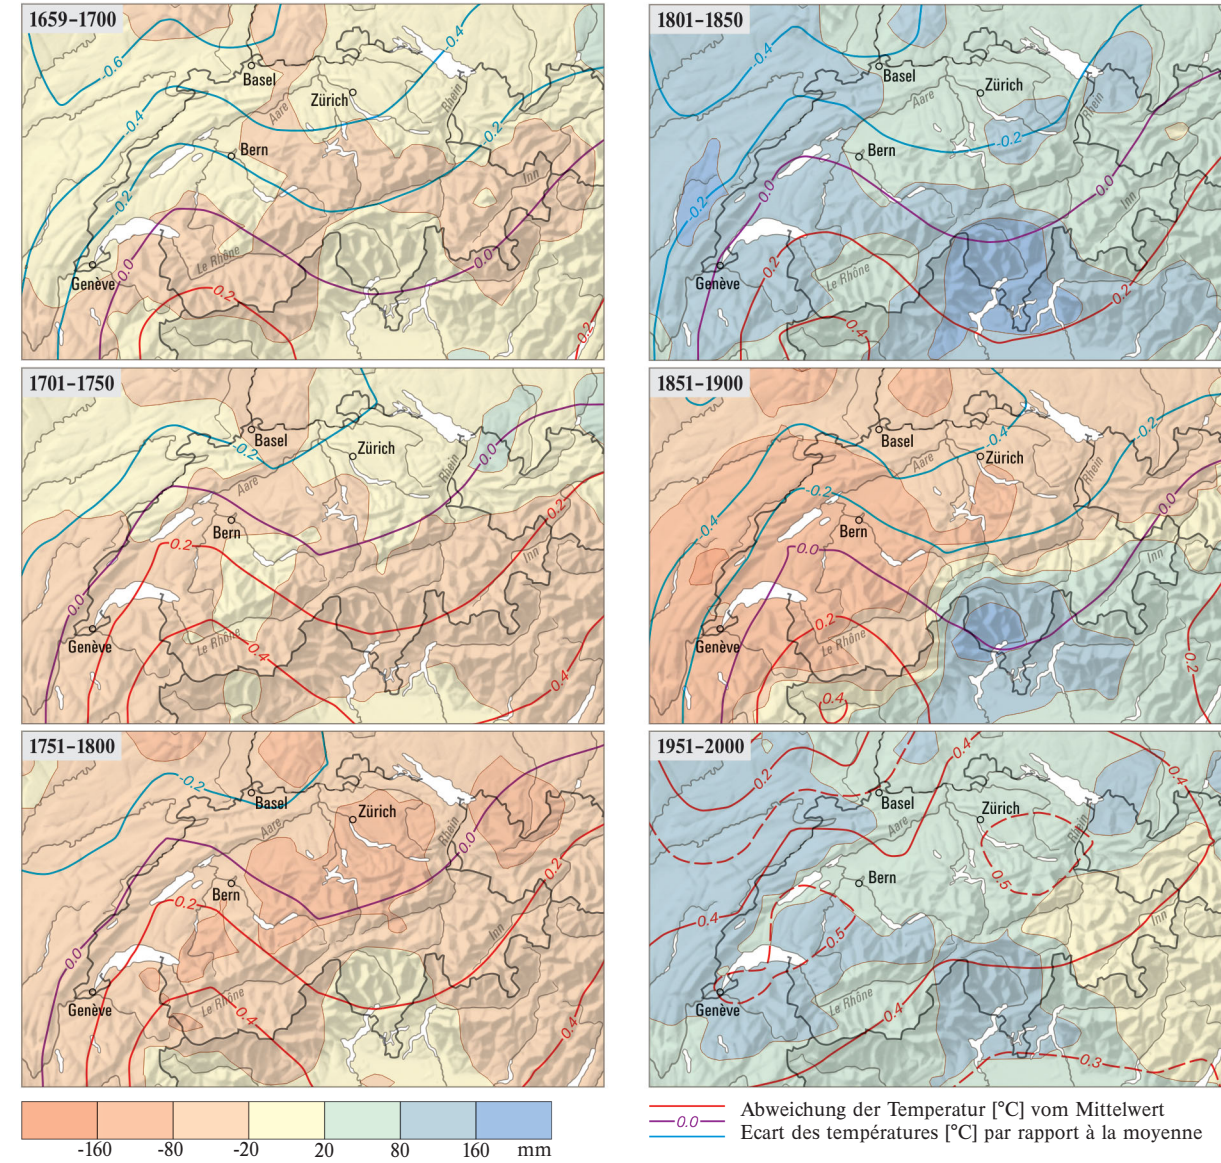 1659–1700
-0.6
-0.4
-0.4
-0.2
-0.2
0.0
0.0
0.2
0.2
Basel
Zürich
Bern
Genève
Aare
Rhein
Inn
Le Rhône
1801–1850
-0.4
-0.2
-0.2
0.0
0.0
0.2
0.2
0.4
Basel
Zürich
Bern
Genève
Aare
Rhein
Inn
Le Rhône
1701–1750
-0.2
0.0
0.0
0.2
0.2
0.4
0.4
Basel
Zürich
Bern
Genève
Aare
Rhein
Inn
Le Rhône
1851–1900
-0.4
-0.4
-0.2
-0.2
0.0
0.0
0.2
0.2
0.4
Basel
Zürich
Bern
Genève
Aare
Rhein
Inn
Le Rhône
1751–1800
-0.2
0.0
0.0
0.2
0.2
0.4
0.4
Basel
Zürich
Bern
Genève
Aare
Rhein
Inn
Le Rhône
1951–2000
0.2
0.4
0.4
0.4
0.4
0.5
0.5
0.3
Basel
Zürich
Bern
Genève
Aare
Rhein
Inn
Le Rhône
-160 -80 -20 20 80 160 mm
0.0
Abweichung der Temperatur [°C] vom Mittelwert
Ecart des températures [°C] par rapport à la moyenne